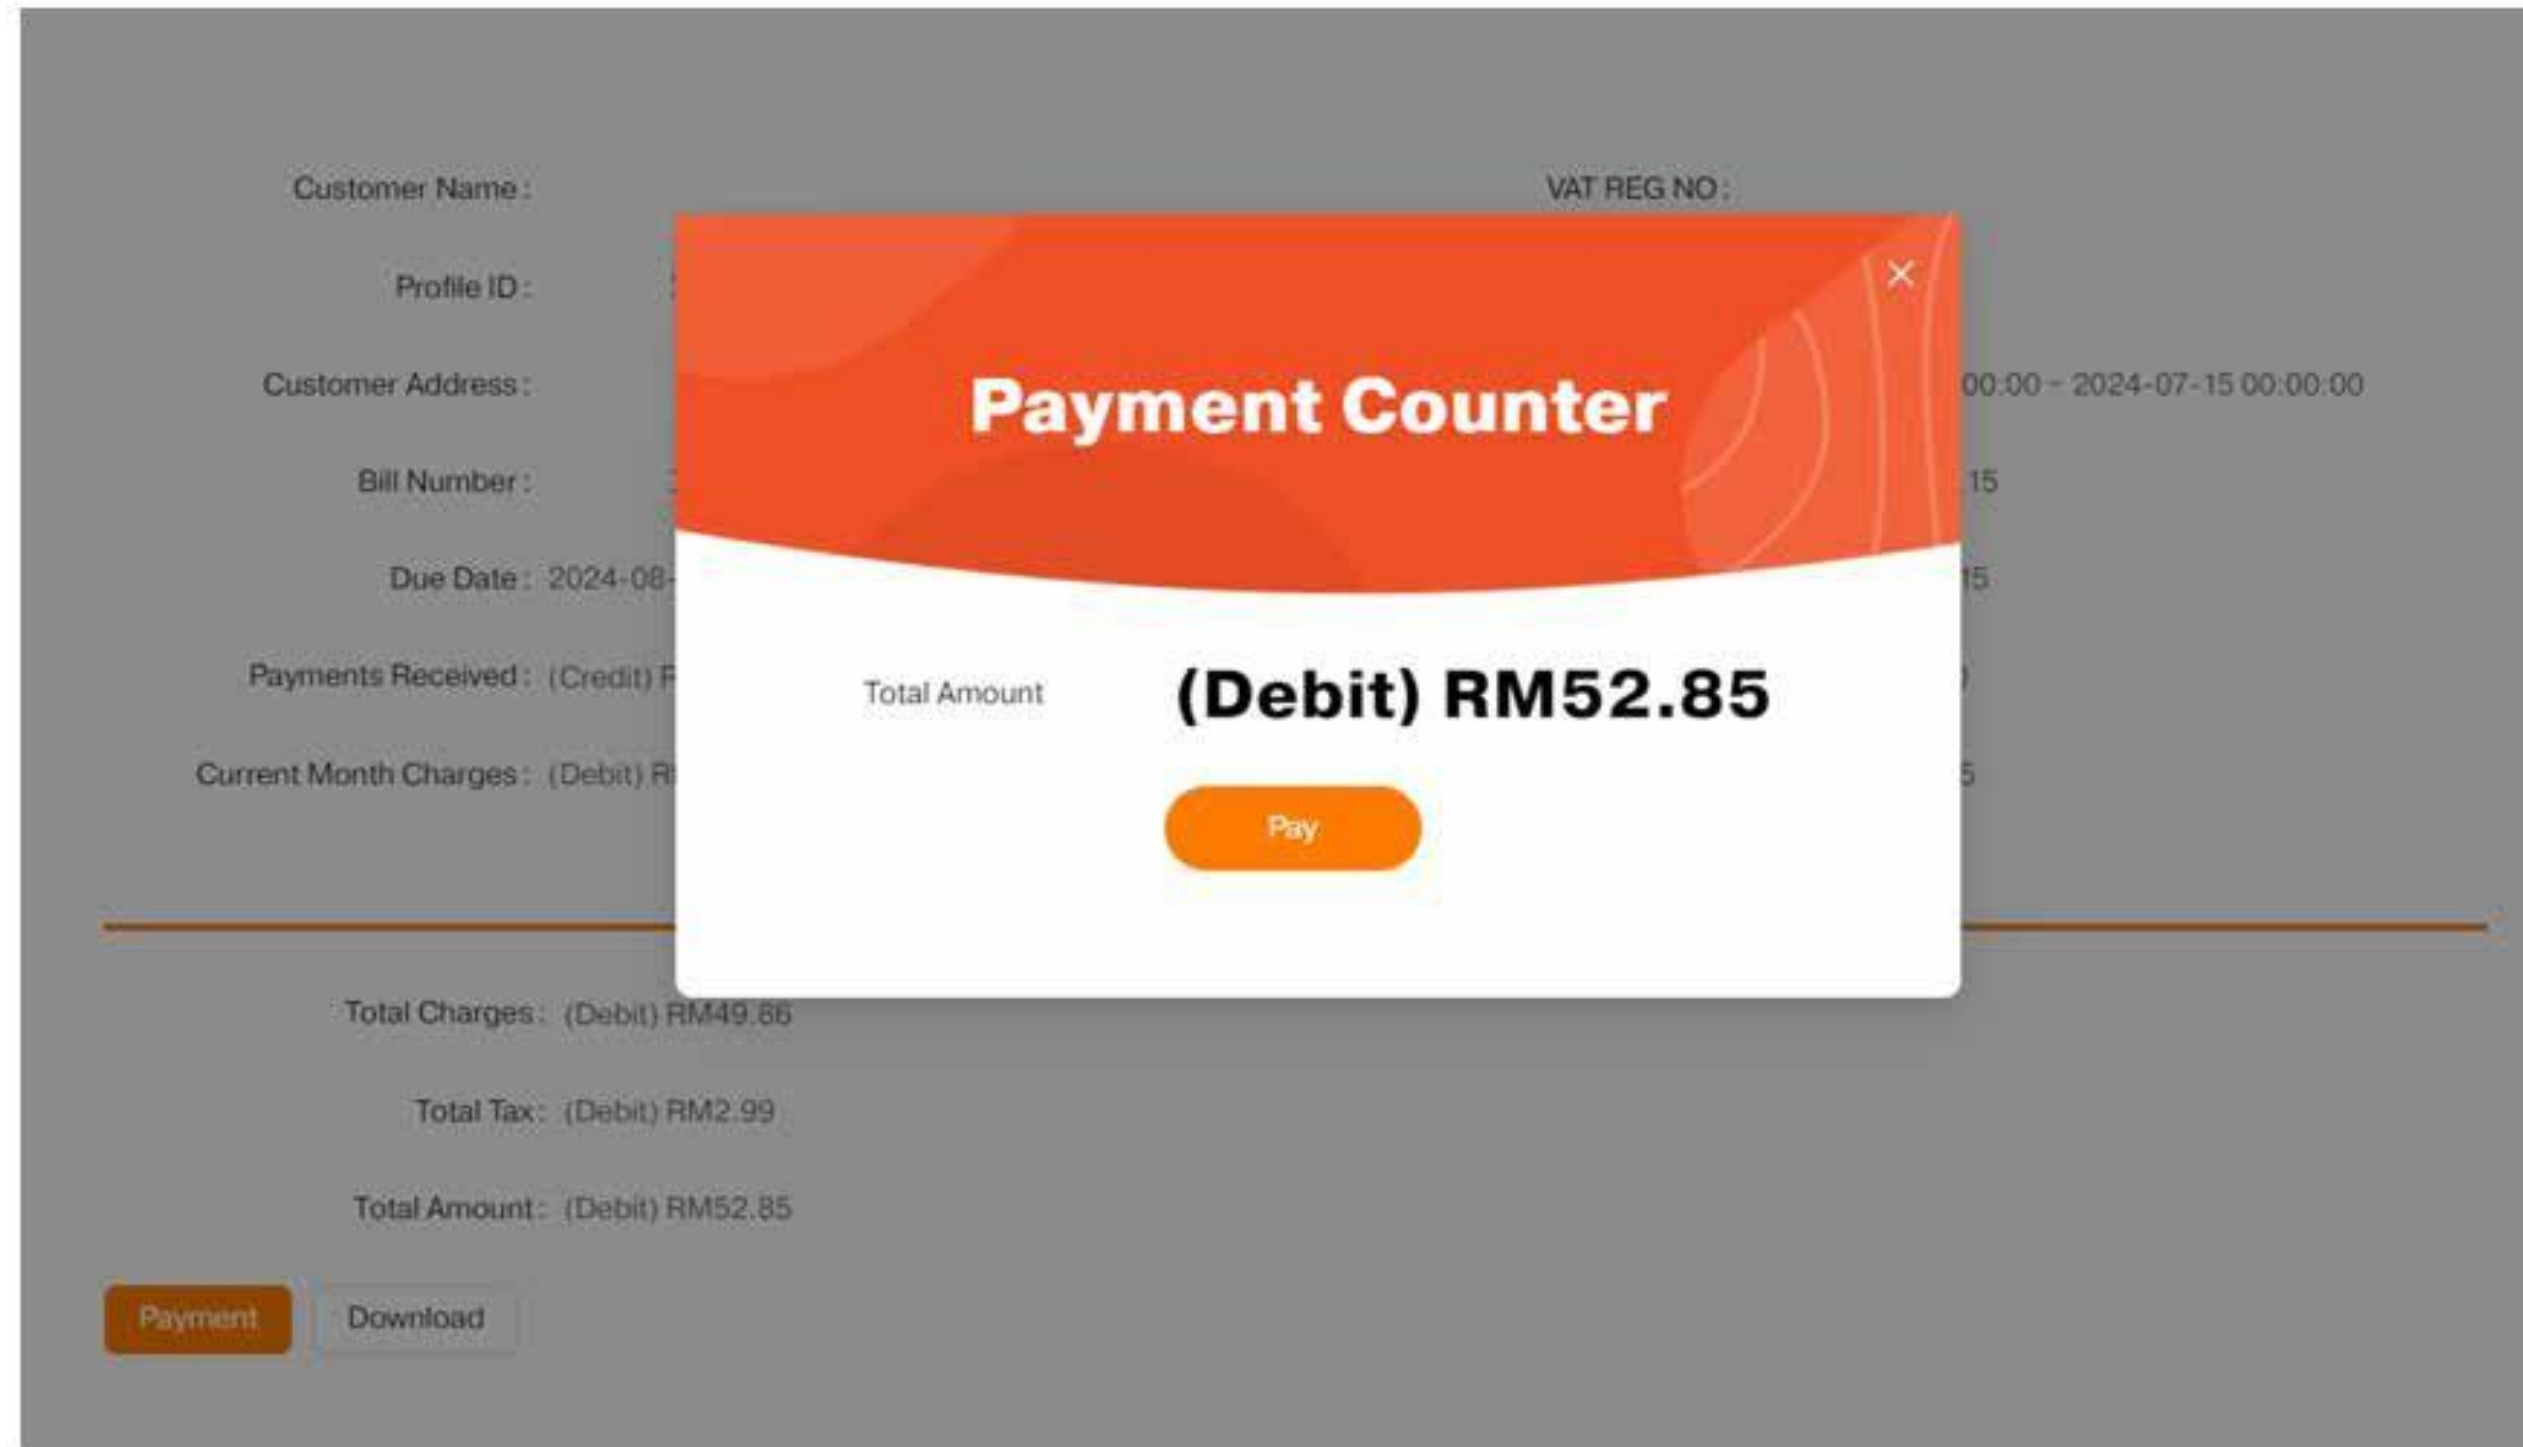 Customer Name :
VAT REG NO :
Profile ID :
Customer Address :
00:00 - 2024-07-15 00:00:00
Bill Number :
15
Due Date : 2024-08-
15
Payments Received : (Credit)
Current Month Charges : (Debit)
5
Payment Counter
Total Amount (Debit) RM52.85
Pay
Total Charges : (Debit) RM49.86
Total Tax : (Debit) RM2.99
Total Amount : (Debit) RM52.85
Payment Download